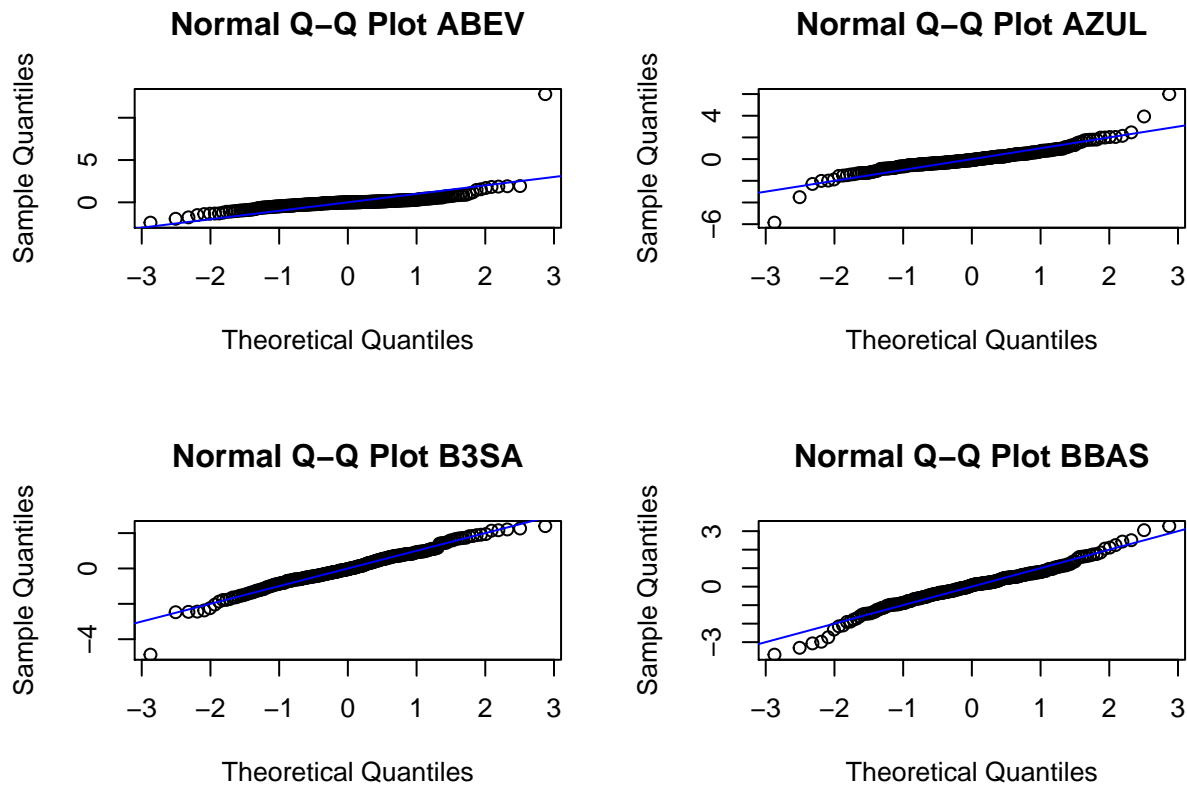 Normal Q−Q Plot ABEV
Sample Quantiles
5
0
−3 −2 −1 0 1 2 3
Theoretical Quantiles
Normal Q−Q Plot AZUL
Sample Quantiles
4
0
−6
−3 −2 −1 0 1 2 3
Theoretical Quantiles
Normal Q−Q Plot B3SA
Sample Quantiles
0
−4
−3 −2 −1 0 1 2 3
Theoretical Quantiles
Normal Q−Q Plot BBAS
Sample Quantiles
3
0
−3
−3 −2 −1 0 1 2 3
Theoretical Quantiles